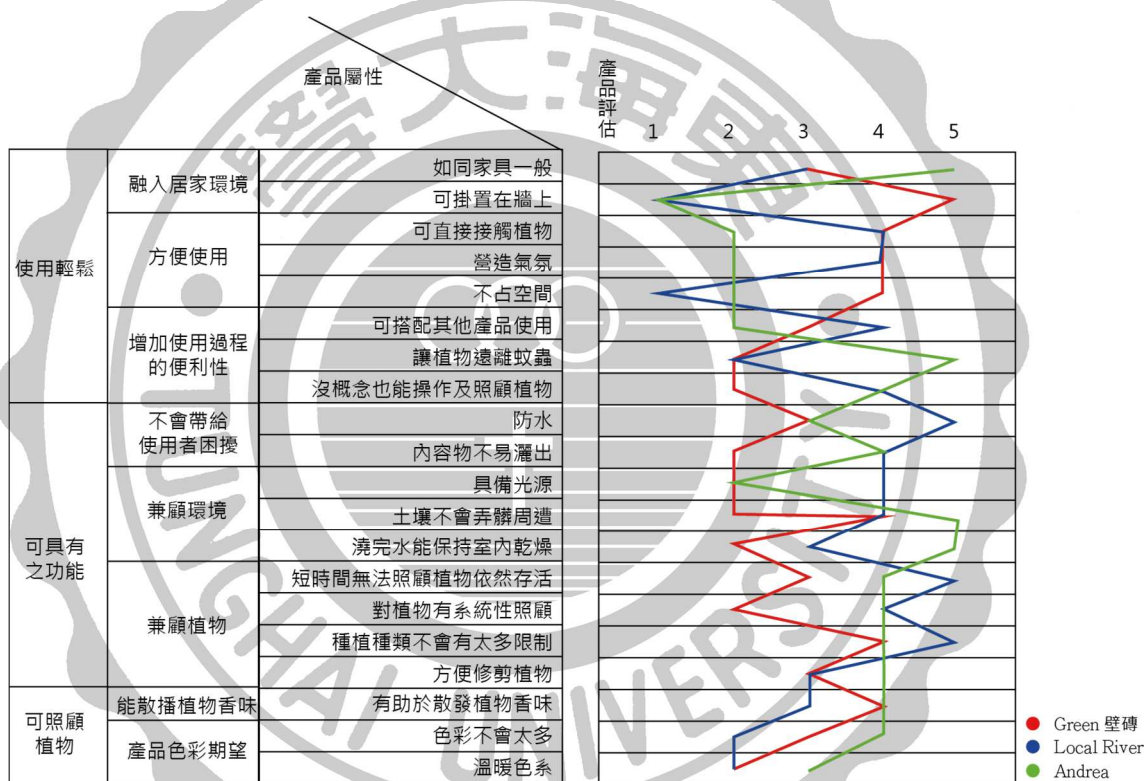 產品屬性
產品評估
1 2 3 4 5
使用輕鬆
融入居家環境
如同家具一般
可掛置在牆上
方便使用
可直接接觸植物
營造氣氛
不占空間
增加使用過程
的便利性
可搭配其他產品使用
讓植物遠離蚊蟲
沒概念也能操作及照顧植物
可具有
之功能
不會帶給
使用者困擾
防水
內容物不易灑出
兼顧環境
具備光源
土壤不會弄髒周遭
澆完水能保持室內乾燥
兼顧植物
短時間無法照顧植物依然存活
對植物有系統性照顧
種植種類不會有太多限制
方便修剪植物
可照顧
植物
能散播植物香味
有助於散發植物香味
產品色彩期望
色彩不會太多
溫暖色系
Green 壁磚
Local River
Andrea
東海大學
TUNGHAI UNIVERSITY